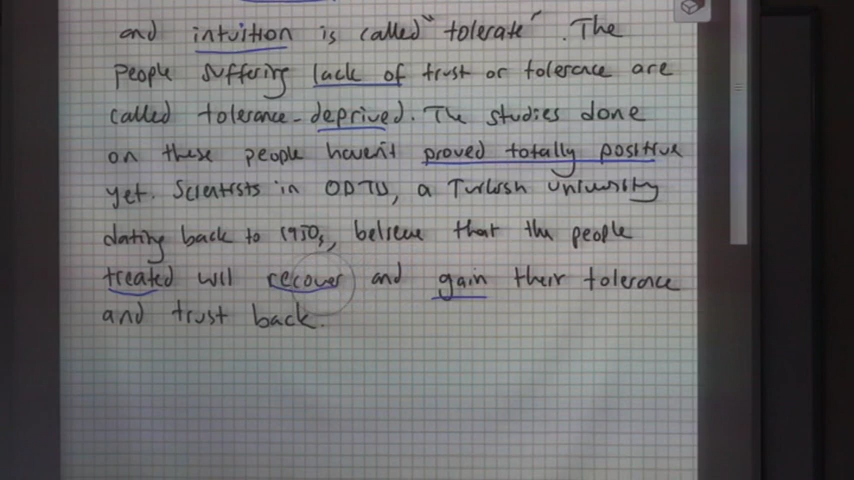 and intuition is called "tolerate". The
people suffering lack of trust or tolerance are
called tolerance-deprived. The studies done
on these people haven't proved totally positive
yet. Scientists in ODTÜ, a Turkish University
dating back to 1950s, believe that the people
treated will recover and gain their tolerance
and trust back.